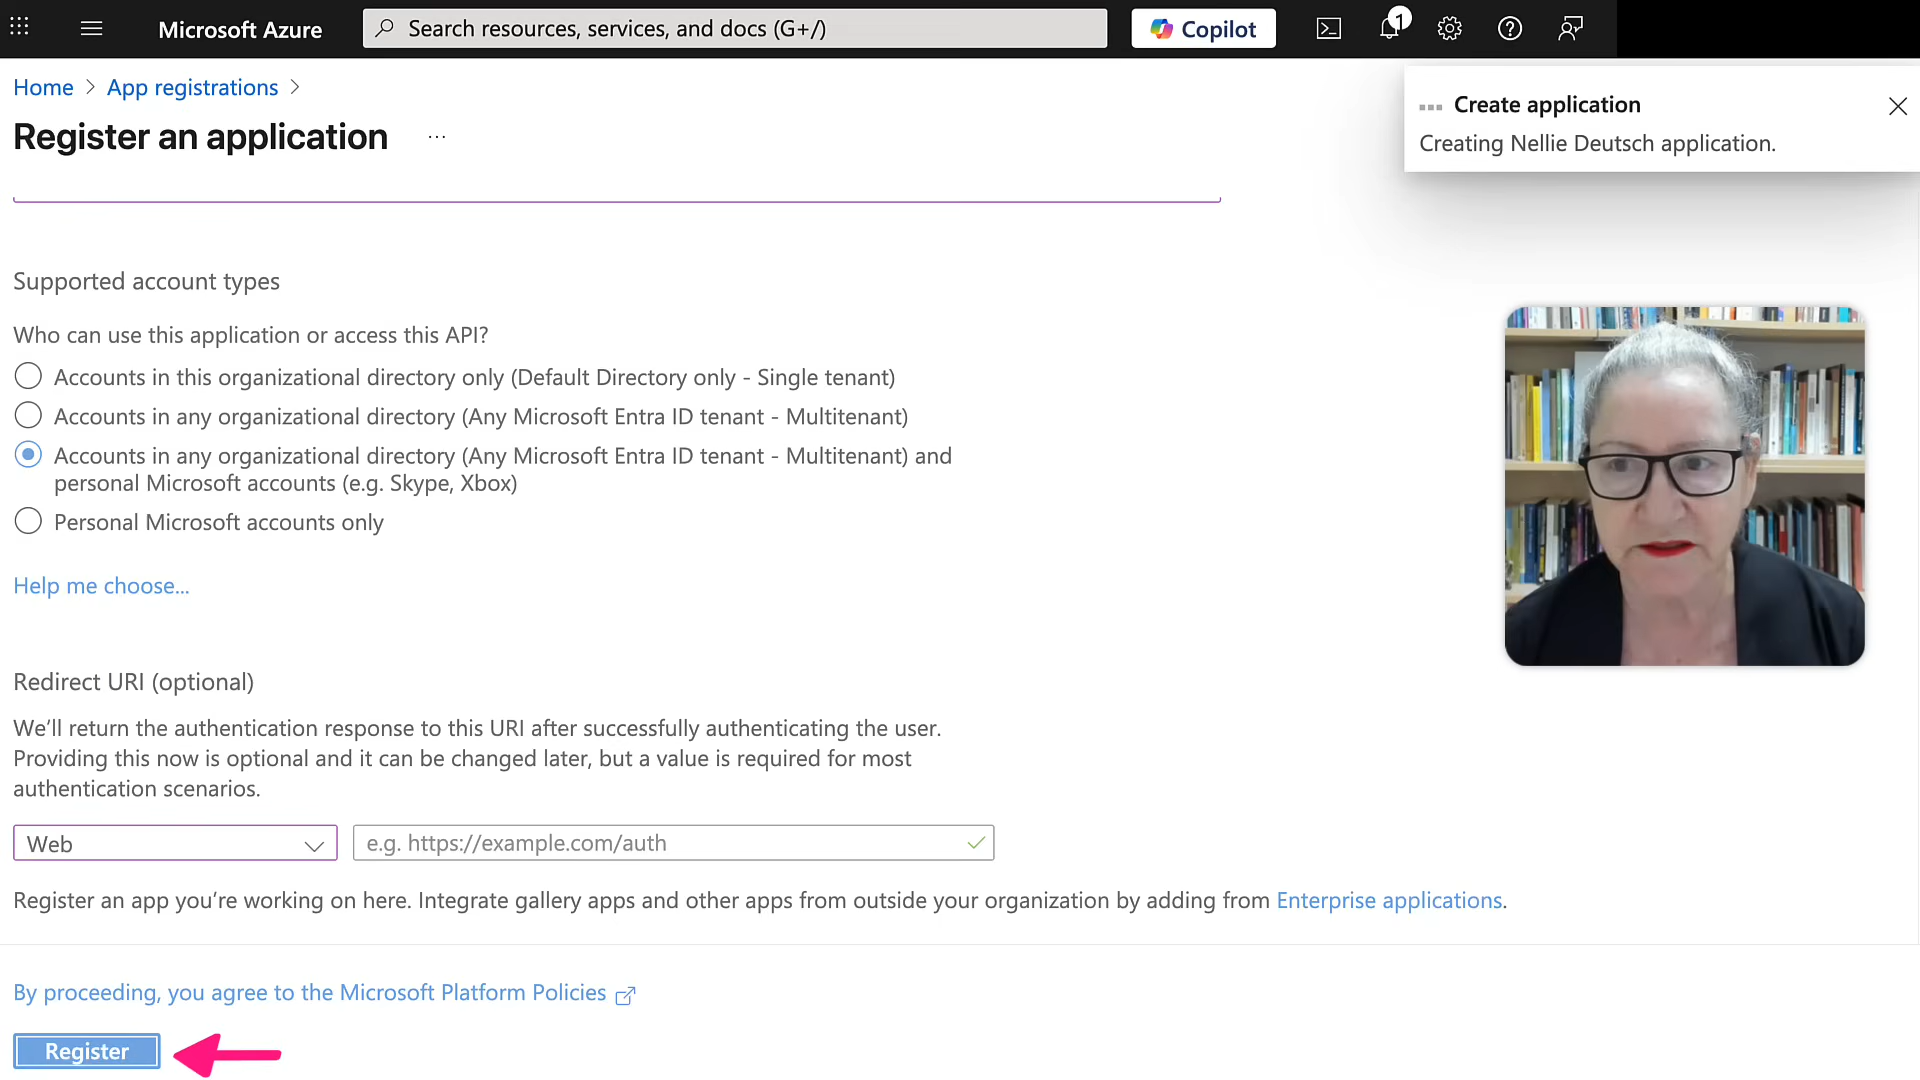 Microsoft Azure
Search resources, services, and docs (G+/)
Copilot
1
Home > App registrations >
Register an application ...
Create application
Creating Nellie Deutsch application.
Supported account types
Who can use this application or access this API?
Accounts in this organizational directory only (Default Directory only - Single tenant)
Accounts in any organizational directory (Any Microsoft Entra ID tenant - Multitenant)
Accounts in any organizational directory (Any Microsoft Entra ID tenant - Multitenant) and
personal Microsoft accounts (e.g. Skype, Xbox)
Personal Microsoft accounts only
Help me choose...
Redirect URI (optional)
We’ll return the authentication response to this URI after successfully authenticating the user.
Providing this now is optional and it can be changed later, but a value is required for most
authentication scenarios.
Web
e.g. https://example.com/auth
Register an app you’re working on here. Integrate gallery apps and other apps from outside your organization by adding from Enterprise applications.
By proceeding, you agree to the Microsoft Platform Policies
Register